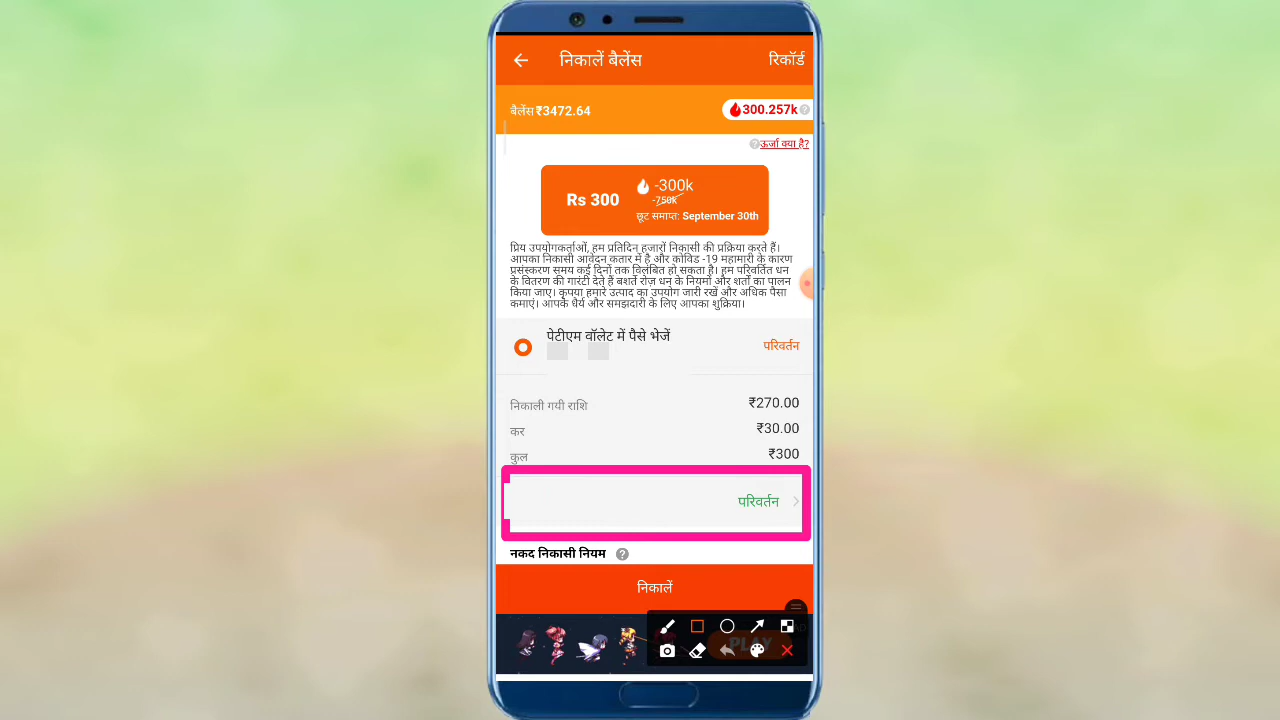 निकालें बैलेंस
रिकॉर्ड
बैलेंस ₹3472.64
300.257k ?
? ऊर्जा क्या है?
Rs 300
-300k
-750k
छूट समाप्त: September 30th
प्रिय उपयोगकर्ताओं, हम प्रतिदिन हजारों निकासी की प्रक्रिया करते हैं।
आपका निकासी आवेदन कतार में है और कोविड -19 महामारी के कारण
प्रसंस्करण समय कई दिनों तक विलंबित हो सकता है। हम परिवर्तित धन
के वितरण की गारंटी देते हैं बशर्ते रोज़ धन के नियमों और शर्तों का पालन
किया जाए। कृपया हमारे उत्पाद का उपयोग जारी रखें और अधिक पैसा
कमाएं। आपके धैर्य और समझदारी के लिए आपका शुक्रिया।
पेटीएम वॉलेट में पैसे भेजें
परिवर्तन
निकाली गयी राशि ₹270.00
कर ₹30.00
कुल ₹300
परिवर्तन
नकद निकासी नियम ?
निकालें
PLAY